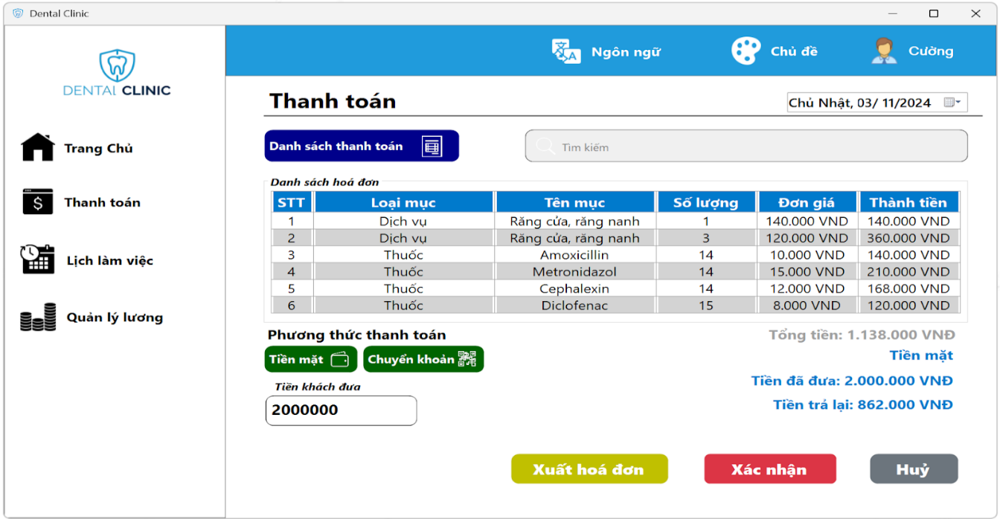 Dental Clinic
Ngôn ngữ Chủ đề Cường
DENTAL CLINIC
Trang Chủ
Thanh toán
Lịch làm việc
Quản lý lương
Thanh toán
Chủ Nhật, 03/ 11/2024
Danh sách thanh toán
Tìm kiếm
Danh sách hoá đơn
STT Loại mục Tên mục Số lượng Đơn giá Thành tiền
1 Dịch vụ Răng cửa, răng nanh 1 140.000 VND 140.000 VND
2 Dịch vụ Răng cửa, răng nanh 3 120.000 VND 360.000 VND
3 Thuốc Amoxicillin 14 10.000 VND 140.000 VND
4 Thuốc Metronidazol 14 15.000 VND 210.000 VND
5 Thuốc Cephalexin 14 12.000 VND 168.000 VND
6 Thuốc Diclofenac 15 8.000 VND 120.000 VND
Phương thức thanh toán
Tiền mặt Chuyển khoản
Tiền khách đưa
2000000
Tổng tiền: 1.138.000 VNĐ
Tiền mặt
Tiền đã đưa: 2.000.000 VNĐ
Tiền trả lại: 862.000 VNĐ
Xuất hoá đơn Xác nhận Huỷ